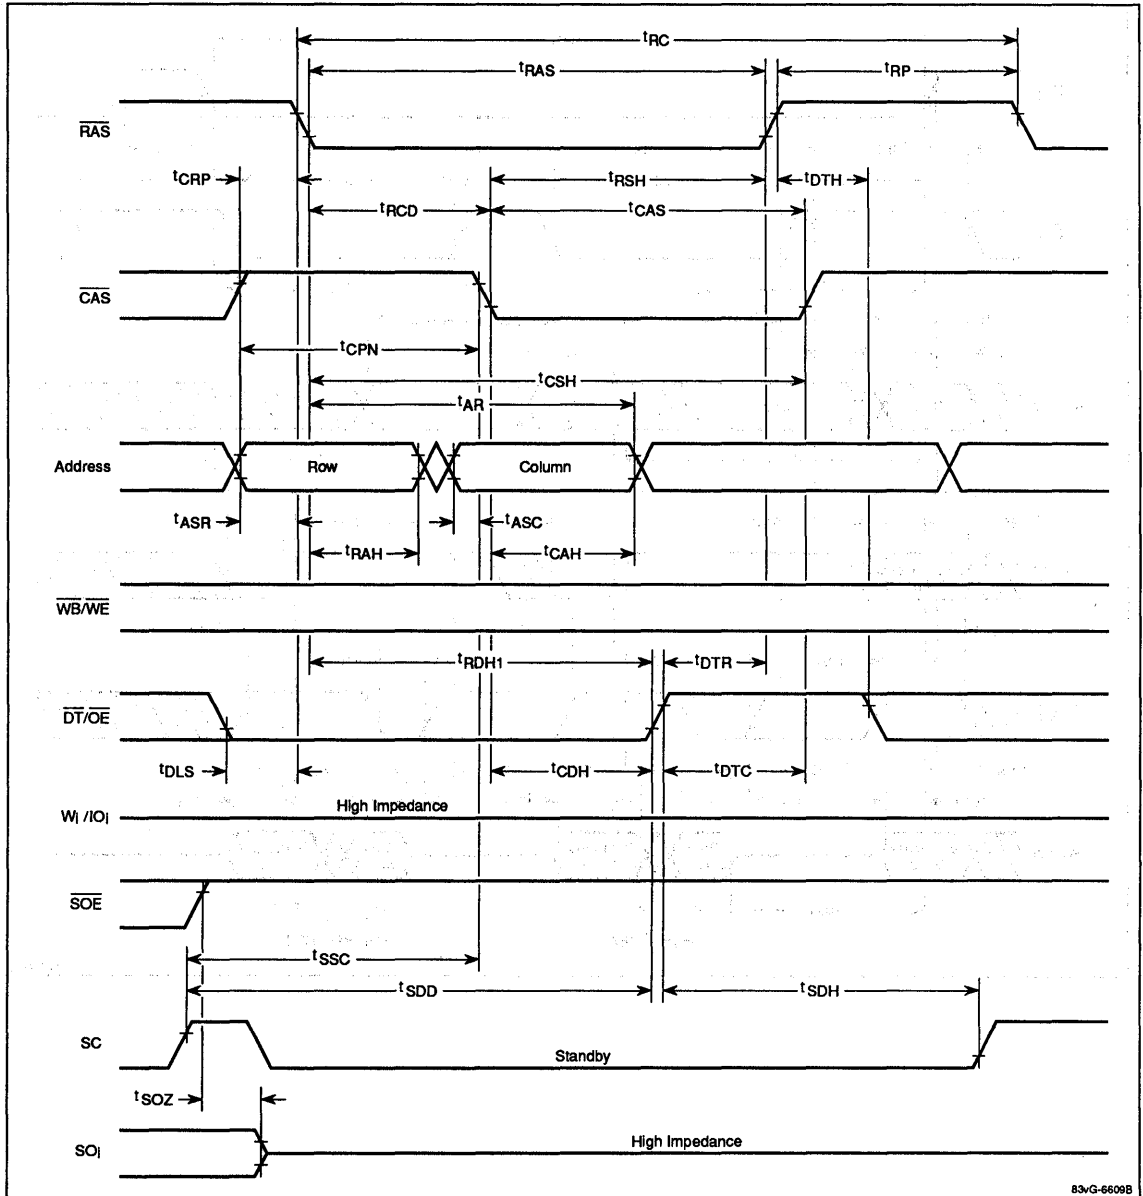 tRC
tRAS
tRP
RAS
tCRP
tRSH
tDTH
tRCD
tCAS
CAS
tCPN
tCSH
tAR
Address
Row
Column
tASR
tASC
tRAH
tCAH
WB/WE
tRDH1
tDTR
DT/OE
tDLS
tCDH
tDTC
High Impedance
Wi /IOi
SOE
tSSC
tSDD
tSDH
SC
Standby
tSOZ
SOi
High Impedance
83vG-6609B